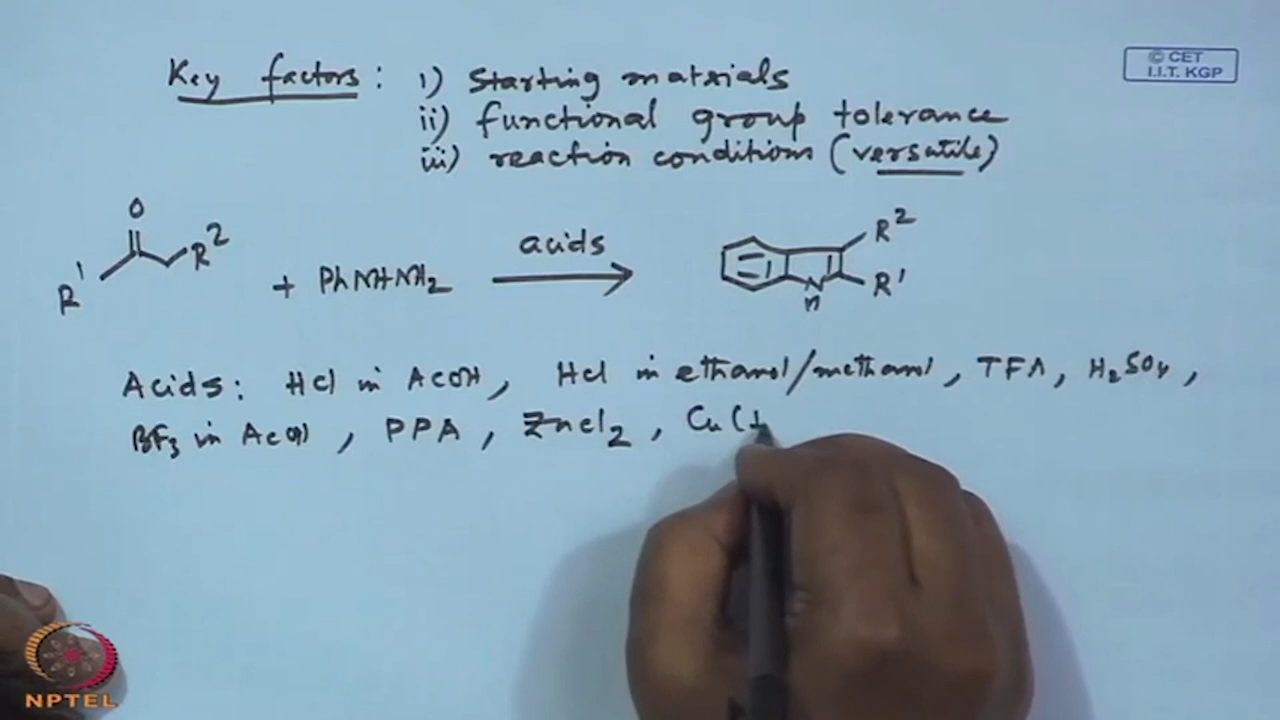 © CET
I.I.T. KGP
Key factors: i) Starting materials
ii) functional group tolerance
iii) reaction conditions (versatile)
O
R1 R2 + PhNHNH2 acids R2
R1
N
H
Acids: HCl in AcOH, HCl in ethanol/methanol, TFA, H2SO4,
BF3 in AcOH, PPA, ZnCl2, Cu(
NPTEL